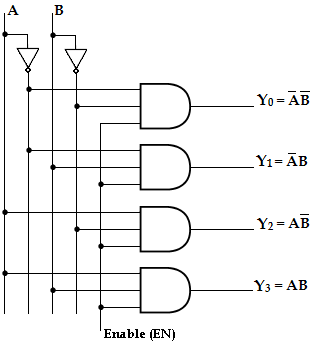 A B
Y₀ = A̅B̅
Y₁ = A̅B
Y₂ = AB̅
Y₃ = AB
Enable (EN)